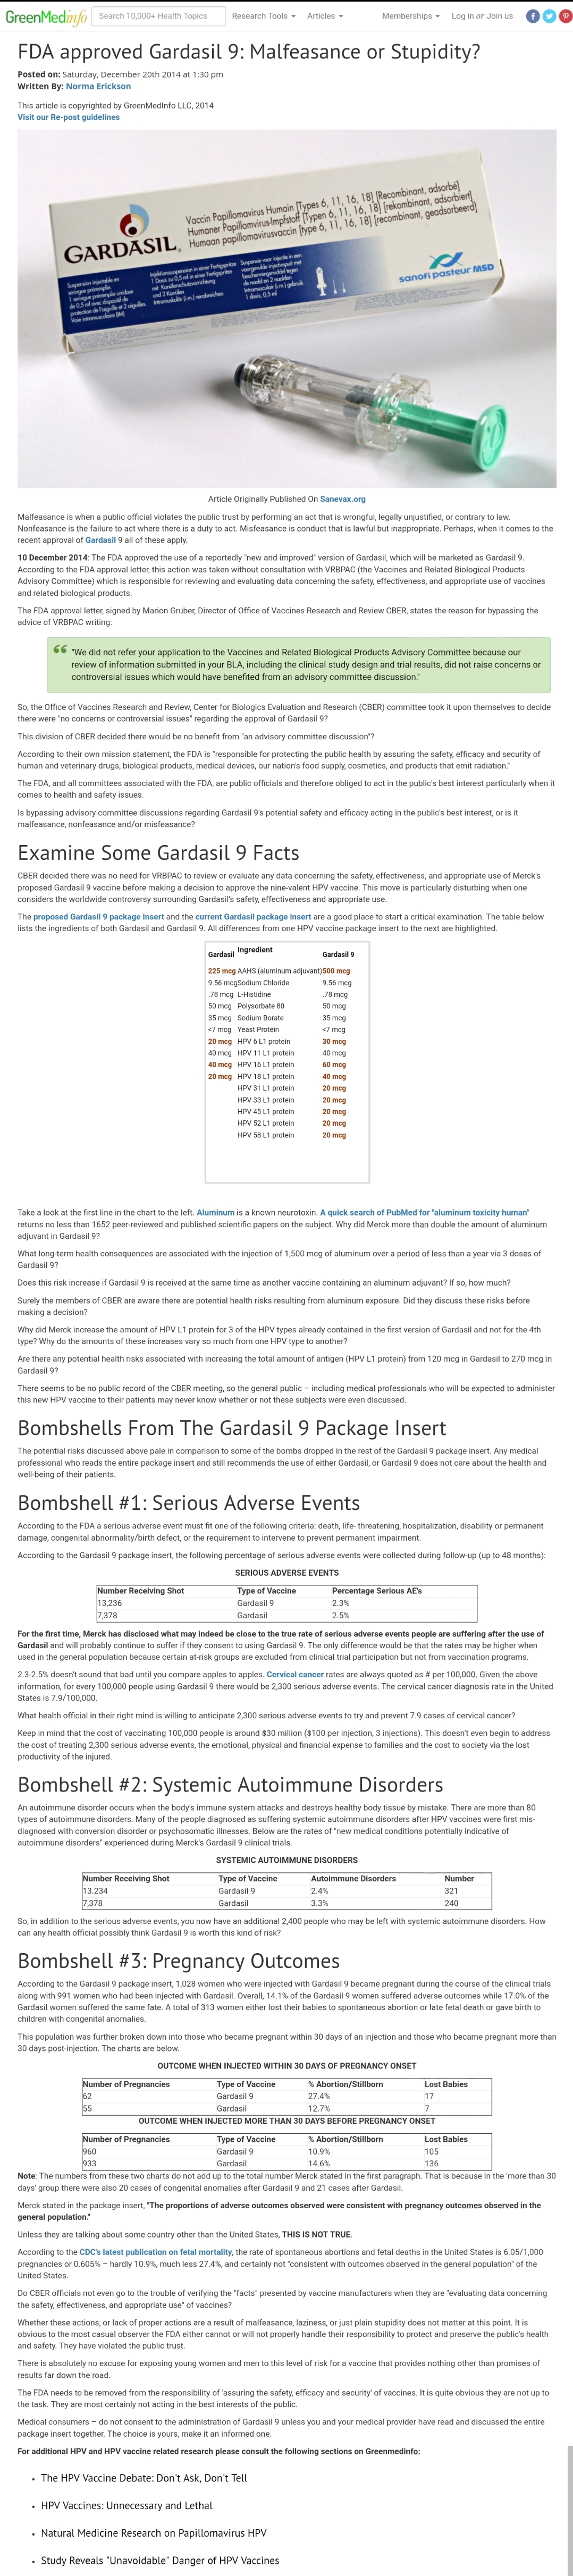 GreenMedinfo
Search 10,000+ Health Topics
Research Tools
Articles
Memberships
Log in or Join us
FDA approved Gardasil 9: Malfeasance or Stupidity?
Posted on: Saturday, December 20th 2014 at 1:30 pm
Written By: Norma Erickson
This article is copyrighted by GreenMedInfo LLC, 2014
Visit our Re-post guidelines
GARDASIL
Vaccin Papillomavirus Humain [Types 6, 11, 16, 18] [Recombinant, adsorbé]
Humaner Papillomvirus-Impfstoff [Typen 6, 11, 16, 18] [rekombinant, adsorbiert]
Humaan papillomavirusvaccin [types 6, 11, 16, 18] [recombinant, geadsorbeerd]
sanofi pasteur MSD
Article Originally Published On Sanevax.org
Malfeasance is when a public official violates the public trust by performing an act that is wrongful, legally unjustified, or contrary to law.
Nonfeasance is the failure to act where there is a duty to act. Misfeasance is conduct that is lawful but inappropriate. Perhaps, when it comes to the
recent approval of Gardasil 9 all of these apply.
10 December 2014: The FDA approved the use of a reportedly "new and improved" version of Gardasil, which will be marketed as Gardasil 9.
According to the FDA approval letter, this action was taken without consultation with VRBPAC (the Vaccines and Related Biological Products
Advisory Committee) which is responsible for reviewing and evaluating data concerning the safety, effectiveness, and appropriate use of vaccines
and related biological products.
The FDA approval letter, signed by Marion Gruber, Director of Office of Vaccines Research and Review CBER, states the reason for bypassing the
advice of VRBPAC writing:
"We did not refer your application to the Vaccines and Related Biological Products Advisory Committee because our
review of information submitted in your BLA, including the clinical study design and trial results, did not raise concerns or
controversial issues which would have benefited from an advisory committee discussion."
So, the Office of Vaccines Research and Review, Center for Biologics Evaluation and Research (CBER) committee took it upon themselves to decide
there were "no concerns or controversial issues" regarding the approval of Gardasil 9?
This division of CBER decided there would be no benefit from "an advisory committee discussion"?
According to their own mission statement, the FDA is "responsible for protecting the public health by assuring the safety, efficacy and security of
human and veterinary drugs, biological products, medical devices, our nation's food supply, cosmetics, and products that emit radiation."
The FDA, and all committees associated with the FDA, are public officials and therefore obliged to act in the public's best interest particularly when it
comes to health and safety issues.
Is bypassing advisory committee discussions regarding Gardasil 9's potential safety and efficacy acting in the public's best interest, or is it
malfeasance, nonfeasance and/or misfeasance?
Examine Some Gardasil 9 Facts
CBER decided there was no need for VRBPAC to review or evaluate any data concerning the safety, effectiveness, and appropriate use of Merck's
proposed Gardasil 9 vaccine before making a decision to approve the nine-valent HPV vaccine. This move is particularly disturbing when one
considers the worldwide controversy surrounding Gardasil's safety, effectiveness and appropriate use.
The proposed Gardasil 9 package insert and the current Gardasil package insert are a good place to start a critical examination. The table below
lists the ingredients of both Gardasil and Gardasil 9. All differences from one HPV vaccine package insert to the next are highlighted.
Gardasil Ingredient Gardasil 9
225 mcg AAHS (aluminum adjuvant) 500 mcg
9.56 mcg Sodium Chloride 9.56 mcg
.78 mcg L-Histidine .78 mcg
50 mcg Polysorbate 80 50 mcg
35 mcg Sodium Borate 35 mcg
<7 mcg Yeast Protein <7 mcg
20 mcg HPV 6 L1 protein 30 mcg
40 mcg HPV 11 L1 protein 40 mcg
40 mcg HPV 16 L1 protein 60 mcg
20 mcg HPV 18 L1 protein 40 mcg
HPV 31 L1 protein 20 mcg
HPV 33 L1 protein 20 mcg
HPV 45 L1 protein 20 mcg
HPV 52 L1 protein 20 mcg
HPV 58 L1 protein 20 mcg
Take a look at the first line in the chart to the left. Aluminum is a known neurotoxin. A quick search of PubMed for "aluminum toxicity human"
returns no less than 1652 peer-reviewed and published scientific papers on the subject. Why did Merck more than double the amount of aluminum
adjuvant in Gardasil 9?
What long-term health consequences are associated with the injection of 1,500 mcg of aluminum over a period of less than a year via 3 doses of
Gardasil 9?
Does this risk increase if Gardasil 9 is received at the same time as another vaccine containing an aluminum adjuvant? If so, how much?
Surely the members of CBER are aware there are potential health risks resulting from aluminum exposure. Did they discuss these risks before
making a decision?
Why did Merck increase the amount of HPV L1 protein for 3 of the HPV types already contained in the first version of Gardasil and not for the 4th
type? Why do the amounts of these increases vary so much from one HPV type to another?
Are there any potential health risks associated with increasing the total amount of antigen (HPV L1 protein) from 120 mcg in Gardasil to 270 mcg in
Gardasil 9?
There seems to be no public record of the CBER meeting, so the general public – including medical professionals who will be expected to administer
this new HPV vaccine to their patients may never know whether or not these subjects were even discussed.
Bombshells From The Gardasil 9 Package Insert
The potential risks discussed above pale in comparison to some of the bombs dropped in the rest of the Gardasil 9 package insert. Any medical
professional who reads the entire package insert and still recommends the use of either Gardasil, or Gardasil 9 does not care about the health and
well-being of their patients.
Bombshell #1: Serious Adverse Events
According to the FDA a serious adverse event must fit one of the following criteria: death, life- threatening, hospitalization, disability or permanent
damage, congenital abnormality/birth defect, or the requirement to intervene to prevent permanent impairment.
According to the Gardasil 9 package insert, the following percentage of serious adverse events were collected during follow-up (up to 48 months):
SERIOUS ADVERSE EVENTS
Number Receiving Shot Type of Vaccine Percentage Serious AE's
13,236 Gardasil 9 2.3%
7,378 Gardasil 2.5%
For the first time, Merck has disclosed what may indeed be close to the true rate of serious adverse events people are suffering after the use of
Gardasil and will probably continue to suffer if they consent to using Gardasil 9. The only difference would be that the rates may be higher when
used in the general population because certain at-risk groups are excluded from clinical trial participation but not from vaccination programs.
2.3-2.5% doesn't sound that bad until you compare apples to apples. Cervical cancer rates are always quoted as # per 100,000. Given the above
information, for every 100,000 people using Gardasil 9 there would be 2,300 serious adverse events. The cervical cancer diagnosis rate in the United
States is 7.9/100,000.
What health official in their right mind is willing to anticipate 2,300 serious adverse events to try and prevent 7.9 cases of cervical cancer?
Keep in mind that the cost of vaccinating 100,000 people is around $30 million ($100 per injection, 3 injections). This doesn't even begin to address
the cost of treating 2,300 serious adverse events, the emotional, physical and financial expense to families and the cost to society via the lost
productivity of the injured.
Bombshell #2: Systemic Autoimmune Disorders
An autoimmune disorder occurs when the body's immune system attacks and destroys healthy body tissue by mistake. There are more than 80
types of autoimmune disorders. Many of the people diagnosed as suffering systemic autoimmune disorders after HPV vaccines were first mis-
diagnosed with conversion disorder or psychosomatic illnesses. Below are the rates of "new medical conditions potentially indicative of
autoimmune disorders" experienced during Merck's Gardasil 9 clinical trials.
SYSTEMIC AUTOIMMUNE DISORDERS
Number Receiving Shot Type of Vaccine Autoimmune Disorders Number
13.234 Gardasil 9 2.4% 321
7,378 Gardasil 3.3% 240
So, in addition to the serious adverse events, you now have an additional 2,400 people who may be left with systemic autoimmune disorders. How
can any health official possibly think Gardasil 9 is worth this kind of risk?
Bombshell #3: Pregnancy Outcomes
According to the Gardasil 9 package insert, 1,028 women who were injected with Gardasil 9 became pregnant during the course of the clinical trials
along with 991 women who had been injected with Gardasil. Overall, 14.1% of the Gardasil 9 women suffered adverse outcomes while 17.0% of the
Gardasil women suffered the same fate. A total of 313 women either lost their babies to spontaneous abortion or late fetal death or gave birth to
children with congenital anomalies.
This population was further broken down into those who became pregnant within 30 days of an injection and those who became pregnant more than
30 days post-injection. The charts are below.
OUTCOME WHEN INJECTED WITHIN 30 DAYS OF PREGNANCY ONSET
Number of Pregnancies Type of Vaccine % Abortion/Stillborn Lost Babies
62 Gardasil 9 27.4% 17
55 Gardasil 12.7% 7
OUTCOME WHEN INJECTED MORE THAN 30 DAYS BEFORE PREGNANCY ONSET
Number of Pregnancies Type of Vaccine % Abortion/Stillborn Lost Babies
960 Gardasil 9 10.9% 105
933 Gardasil 14.6% 136
Note: The numbers from these two charts do not add up to the total number Merck stated in the first paragraph. That is because in the 'more than 30
days' group there were also 20 cases of congenital anomalies after Gardasil 9 and 21 cases after Gardasil.
Merck stated in the package insert, "The proportions of adverse outcomes observed were consistent with pregnancy outcomes observed in the
general population."
Unless they are talking about some country other than the United States, THIS IS NOT TRUE.
According to the CDC's latest publication on fetal mortality, the rate of spontaneous abortions and fetal deaths in the United States is 6.05/1,000
pregnancies or 0.605% – hardly 10.9%, much less 27.4%, and certainly not "consistent with outcomes observed in the general population" of the
United States.
Do CBER officials not even go to the trouble of verifying the "facts" presented by vaccine manufacturers when they are "evaluating data concerning
the safety, effectiveness, and appropriate use" of vaccines?
Whether these actions, or lack of proper actions are a result of malfeasance, laziness, or just plain stupidity does not matter at this point. It is
obvious to the most casual observer the FDA either cannot or will not properly handle their responsibility to protect and preserve the public's health
and safety. They have violated the public trust.
There is absolutely no excuse for exposing young women and men to this level of risk for a vaccine that provides nothing other than promises of
results far down the road.
The FDA needs to be removed from the responsibility of 'assuring the safety, efficacy and security' of vaccines. It is quite obvious they are not up to
the task. They are most certainly not acting in the best interests of the public.
Medical consumers – do not consent to the administration of Gardasil 9 unless you and your medical provider have read and discussed the entire
package insert together. The choice is yours, make it an informed one.
For additional HPV and HPV vaccine related research please consult the following sections on Greenmedinfo:
The HPV Vaccine Debate: Don't Ask, Don't Tell
HPV Vaccines: Unnecessary and Lethal
Natural Medicine Research on Papillomavirus HPV
Study Reveals "Unavoidable" Danger of HPV Vaccines